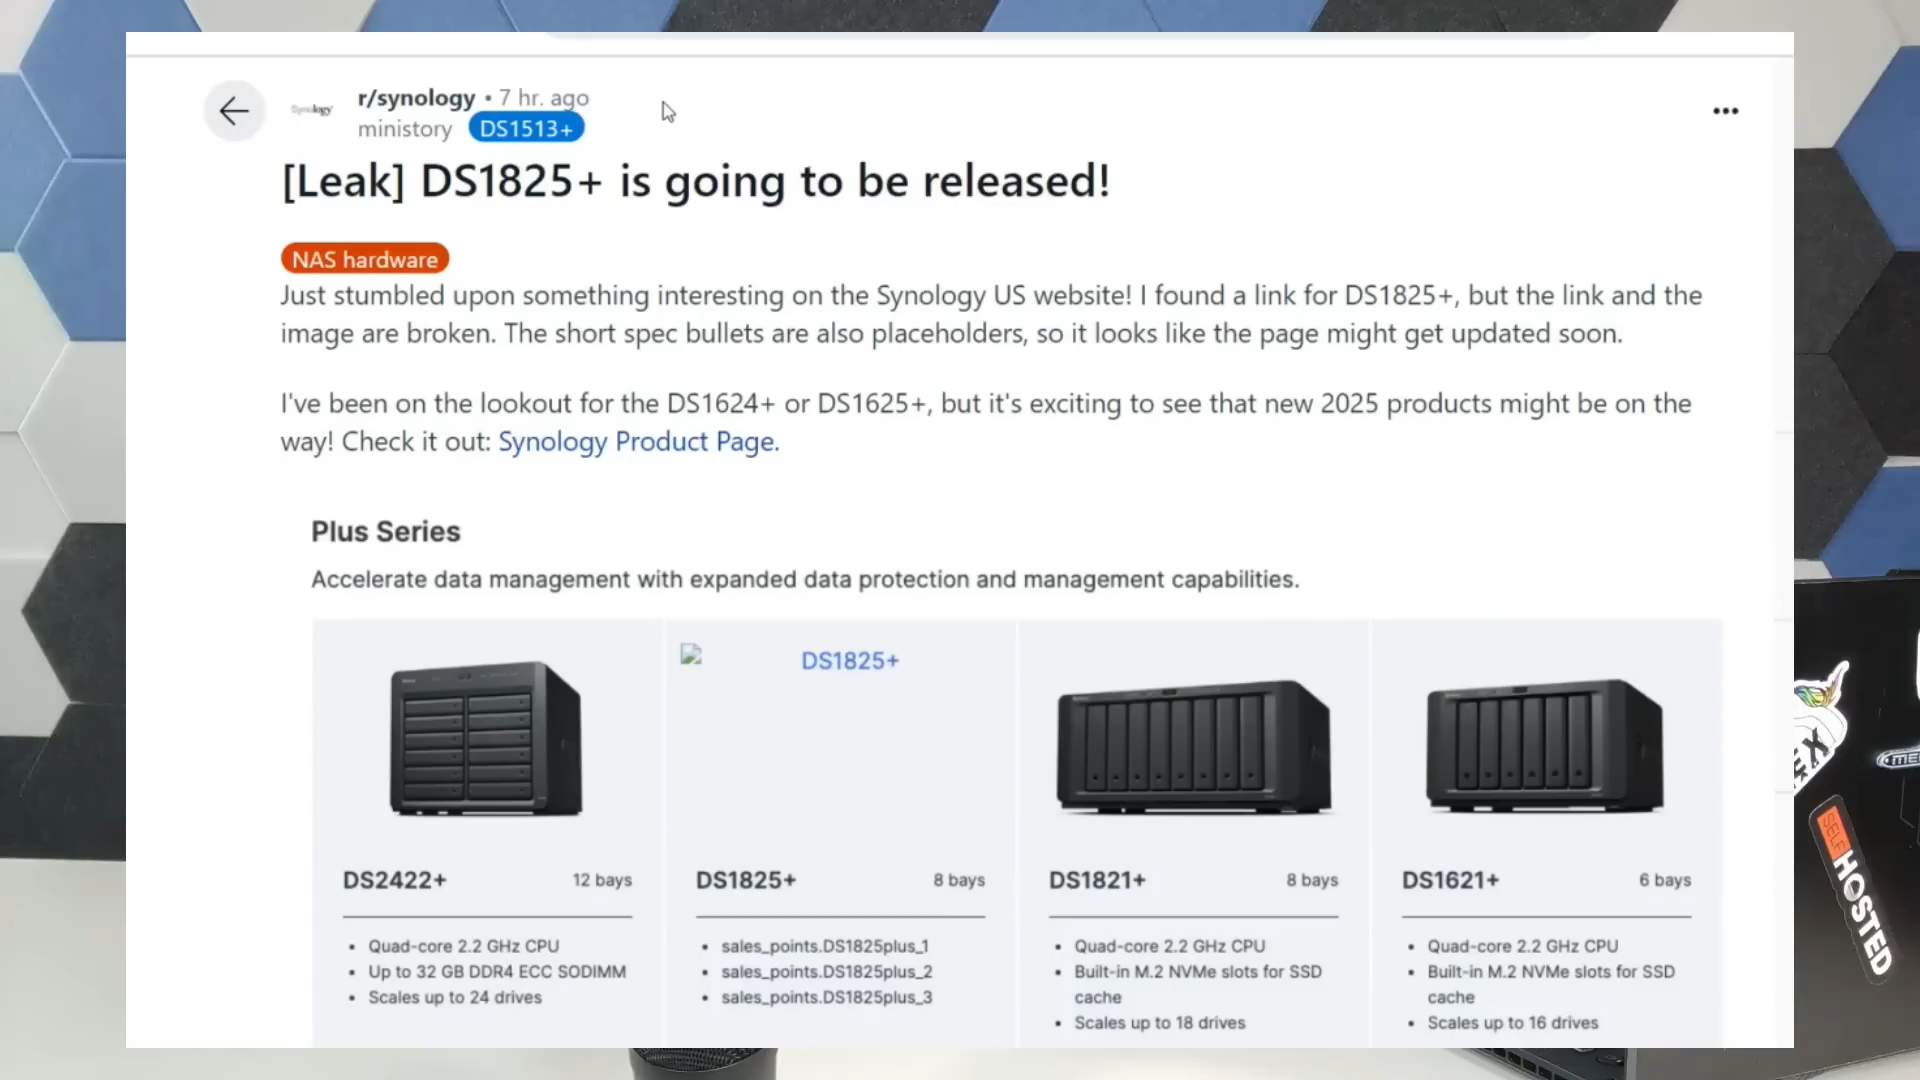 Synology
r/synology • 7 hr. ago
ministory DS1513+
[Leak] DS1825+ is going to be released!
NAS hardware
Just stumbled upon something interesting on the Synology US website! I found a link for DS1825+, but the link and the
image are broken. The short spec bullets are also placeholders, so it looks like the page might get updated soon.
I've been on the lookout for the DS1624+ or DS1625+, but it's exciting to see that new 2025 products might be on the
way! Check it out: Synology Product Page.
Plus Series
Accelerate data management with expanded data protection and management capabilities.
DS1825+
DS2422+ 12 bays
• Quad-core 2.2 GHz CPU
• Up to 32 GB DDR4 ECC SODIMM
• Scales up to 24 drives
DS1825+ 8 bays
• sales_points.DS1825plus_1
• sales_points.DS1825plus_2
• sales_points.DS1825plus_3
DS1821+ 8 bays
• Quad-core 2.2 GHz CPU
• Built-in M.2 NVMe slots for SSD
cache
• Scales up to 18 drives
DS1621+ 6 bays
• Quad-core 2.2 GHz CPU
• Built-in M.2 NVMe slots for SSD
cache
• Scales up to 16 drives
SELF
HOSTED